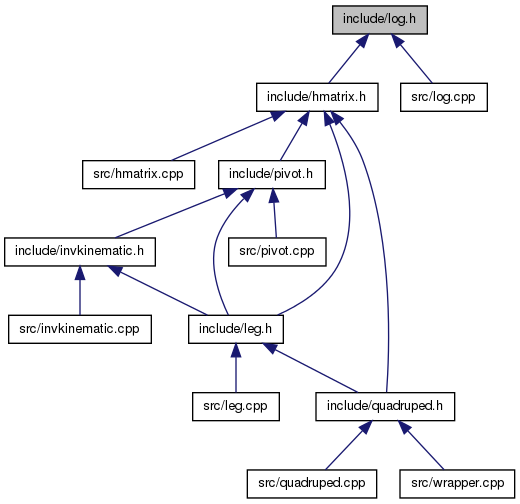 include/log.h
include/hmatrix.h
src/log.cpp
src/hmatrix.cpp
include/pivot.h
include/invkinematic.h
src/pivot.cpp
src/invkinematic.cpp
include/leg.h
src/leg.cpp
include/quadruped.h
src/quadruped.cpp
src/wrapper.cpp